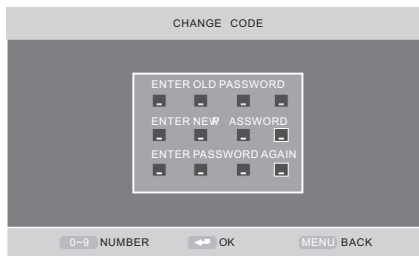 CHANGE CODE
ENTER OLD PASSWORD
_ _ _ _
ENTER NEW PASSWORD
_ _ _ _
ENTER PASSWORD AGAIN
_ _ _ _
0~9 NUMBER OK MENU BACK